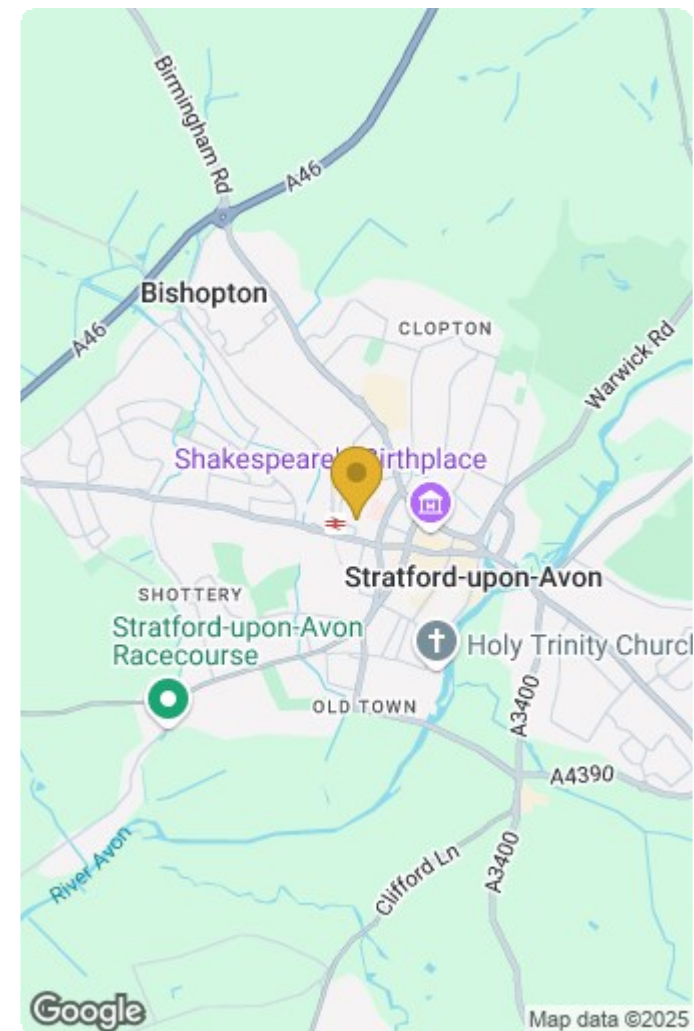 Birmingham Rd
A46
Bishopton
CLOPTON
A46
Warwick Rd
Shakespeare's Birthplace
Stratford-upon-Avon
SHOTTERY
Stratford-upon-Avon
Racecourse
Holy Trinity Churc
OLD TOWN
A3400
A4390
River Avon
Clifford Ln
A3400
Google
Map data ©2025